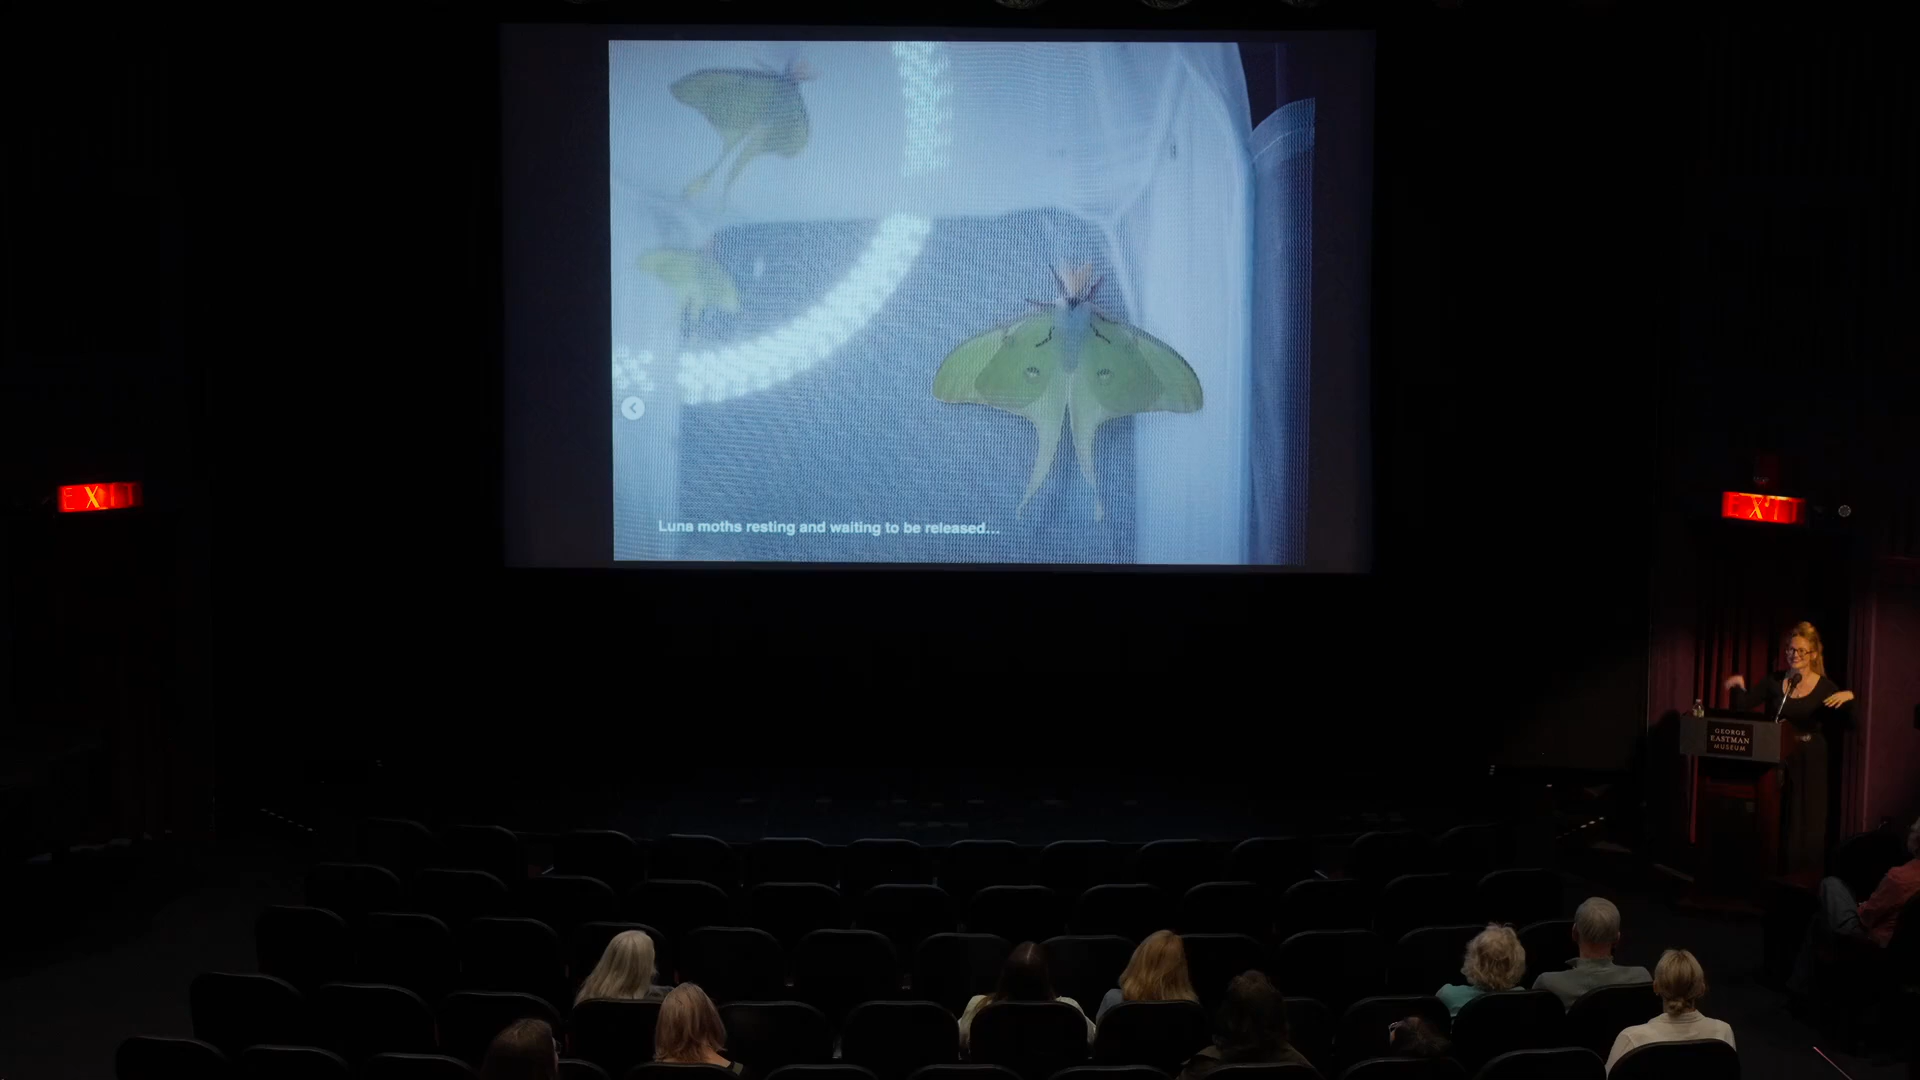 Luna moths resting and waiting to be released...
EXIT
EXIT
GEORGE
EASTMAN
MUSEUM